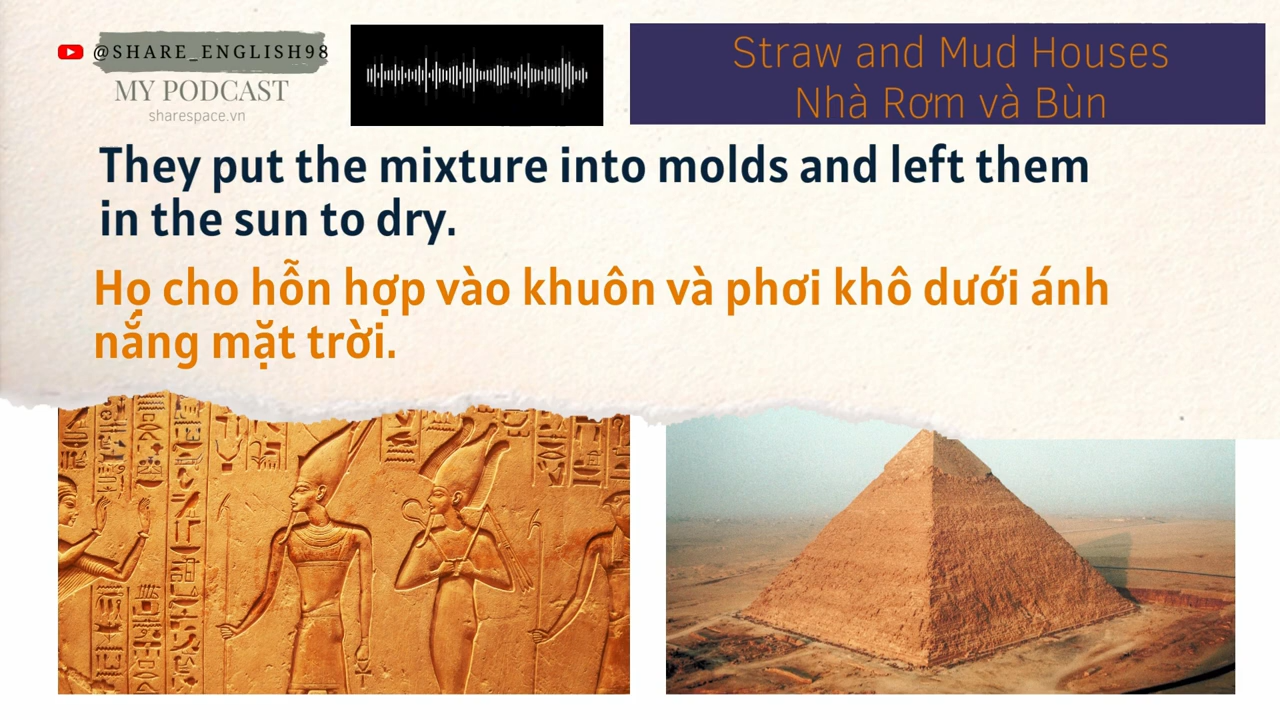 @SHARE_ENGLISH98
MY PODCAST
sharespace.vn
Straw and Mud Houses
Nhà Rơm và Bùn
They put the mixture into molds and left them
in the sun to dry.
Họ cho hỗn hợp vào khuôn và phơi khô dưới ánh
nắng mặt trời.